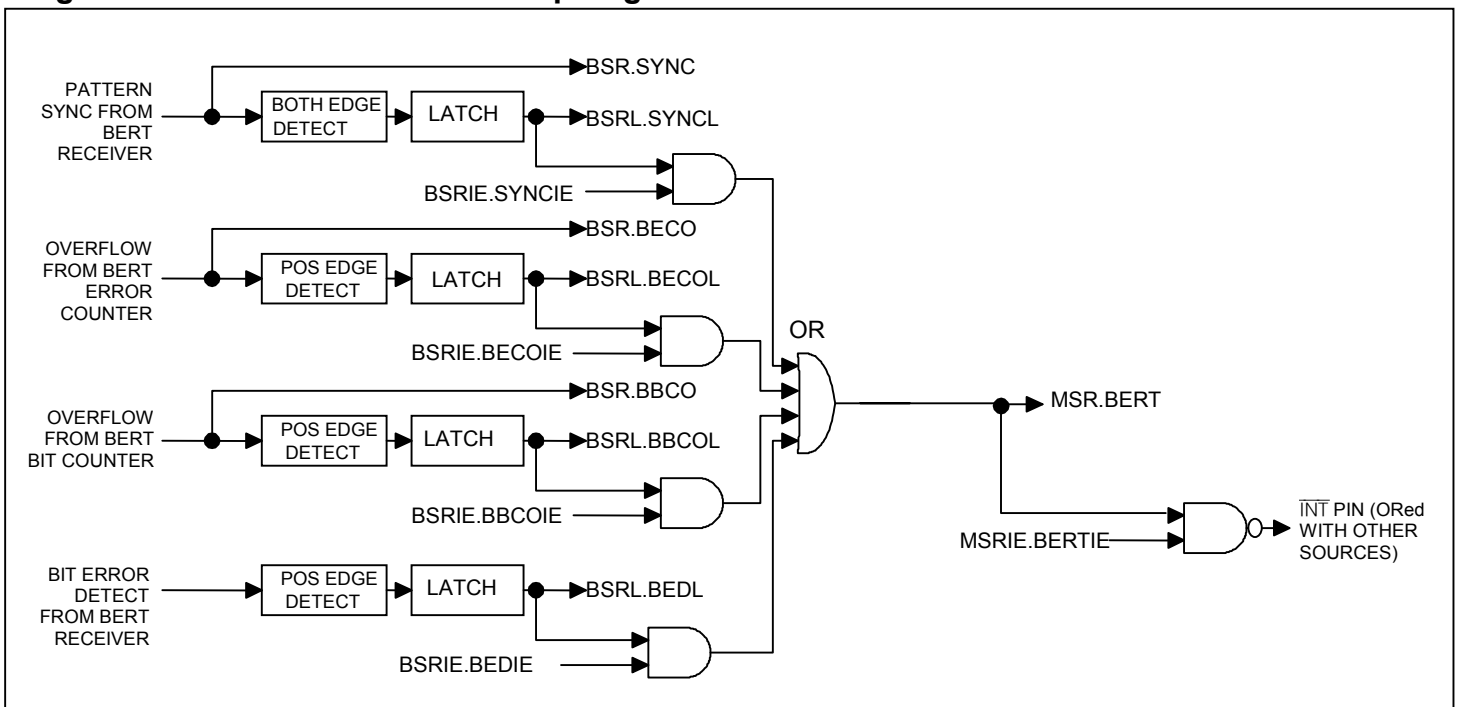 BSR.SYNC
PATTERN
SYNC FROM
BERT
RECEIVER
BOTH EDGE
DETECT
LATCH
BSRL.SYNCL
BSRIE.SYNCIE
BSR.BECO
OVERFLOW
FROM BERT
ERROR
COUNTER
POS EDGE
DETECT
LATCH
BSRL.BECOL
BSRIE.BECOIE
OR
BSR.BBCO
OVERFLOW
FROM BERT
BIT COUNTER
POS EDGE
DETECT
LATCH
BSRL.BBCOL
BSRIE.BBCOIE
MSR.BERT
MSRIE.BERTIE
INT PIN (ORed
WITH OTHER
SOURCES)
BIT ERROR
DETECT
FROM BERT
RECEIVER
POS EDGE
DETECT
LATCH
BSRL.BEDL
BSRIE.BEDIE